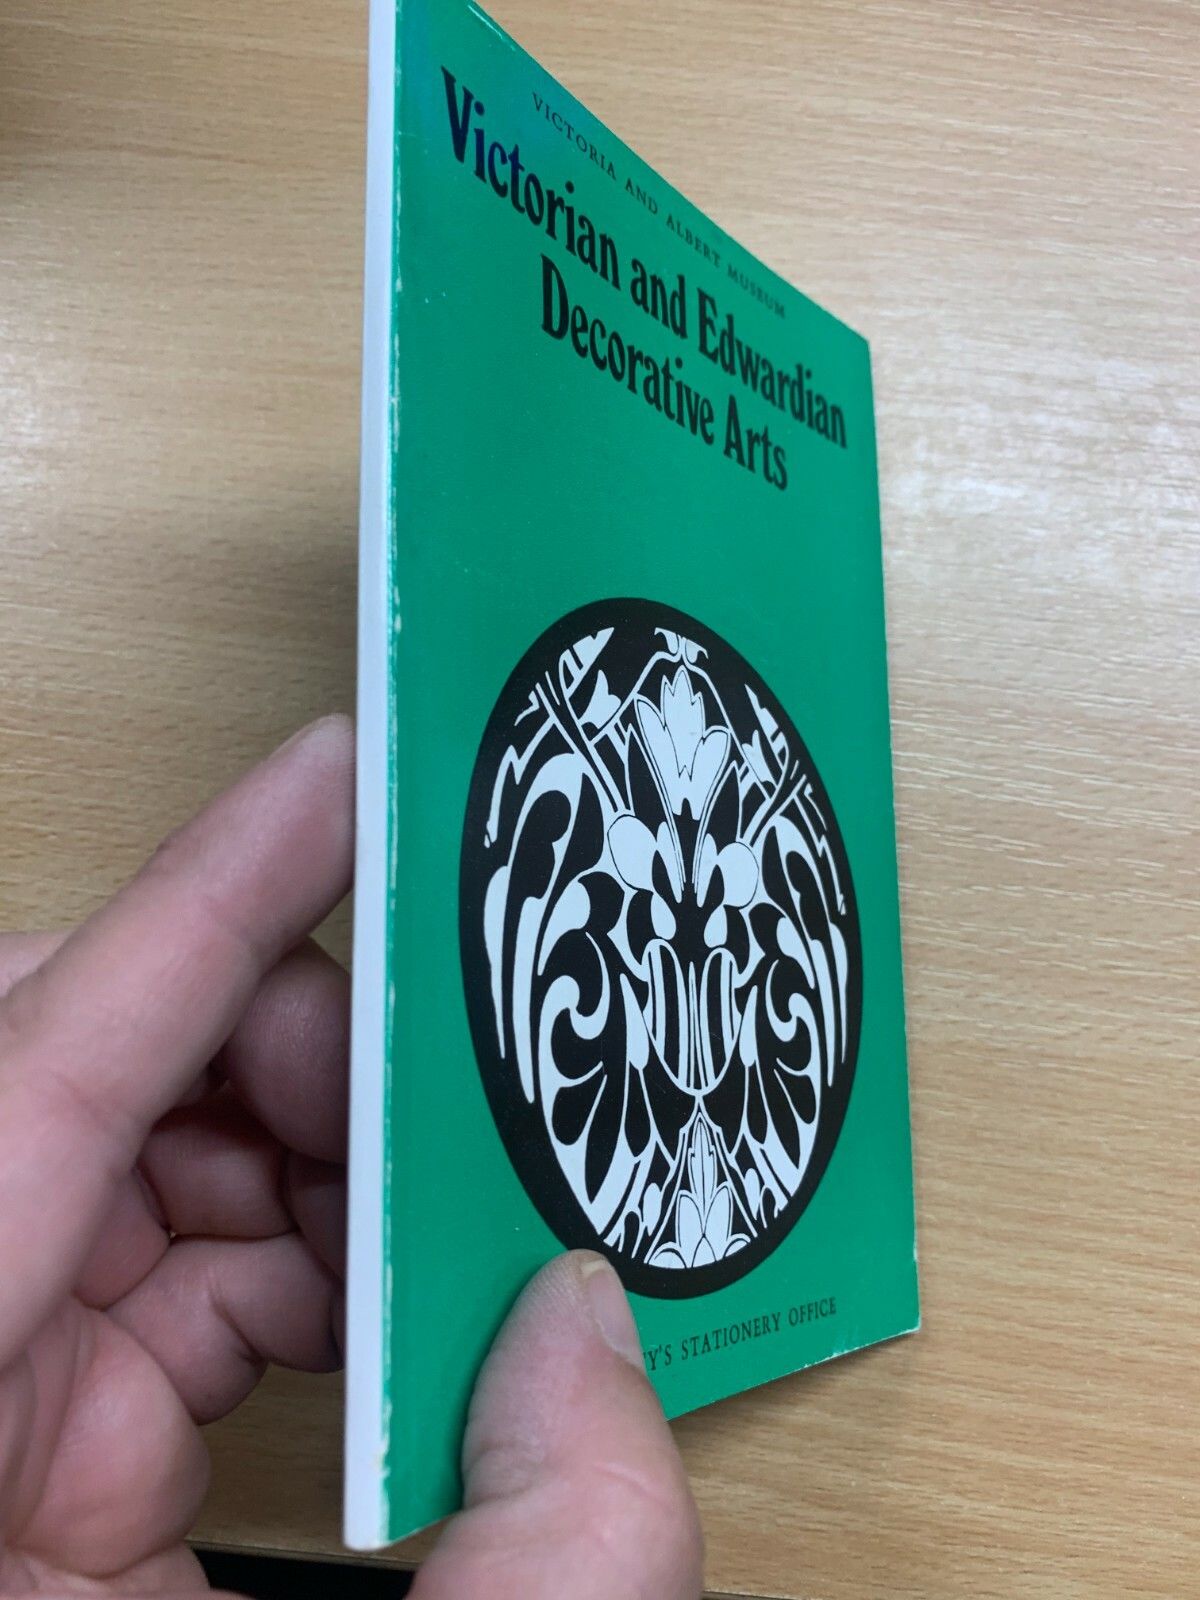 VICTORIA AND ALBERT MUSEUM
Victorian and Edwardian
Decorative Arts
STATIONERY OFFICE